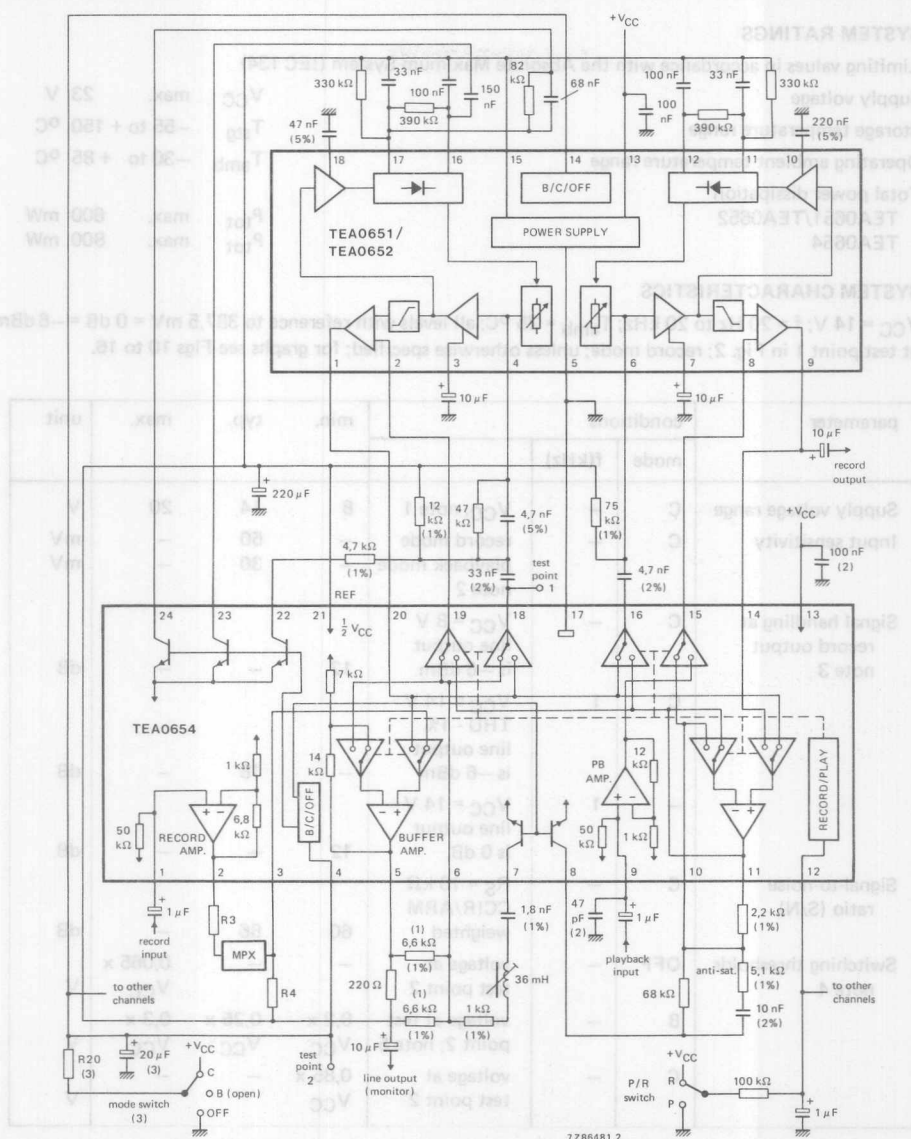 +VCC
330 kΩ
33 nF
100 nF
390 kΩ
150 nF
82 kΩ
68 nF
100 nF
100 nF
33 nF
390 kΩ
330 kΩ
47 nF (5%)
220 nF (5%)
18 17 16 15 14 13 12 11 10
B/C/OFF
TEA0651/
TEA0652
POWER SUPPLY
1 2 3 4 5 6 7 8 9
+
10 µF
+
10 µF
10 µF
+
record output
+
220 µF
12 kΩ (1%)
47 kΩ
4,7 nF (5%)
75 kΩ (1%)
+VCC
4,7 kΩ (1%)
33 nF (2%)
test point
1
4,7 nF (2%)
100 nF (2)
REF
24 23 22 21 20 19 18 17 16 15 14 13
½ VCC
7 kΩ
TEA0654
1 kΩ
14 kΩ
PB AMP.
12 kΩ
50 kΩ
RECORD AMP.
6,8 kΩ
B/C/OFF
BUFFER AMP.
50 kΩ
1 kΩ
RECORD/PLAY
1 2 3 4 5 6 7 8 9 10 11 12
+
1 µF
record input
R3
MPX
R4
(1)
6,6 kΩ
(1%)
220 Ω
(1)
6,6 kΩ
(1%)
1 kΩ
(1%)
1,8 nF (1%)
36 mH
47 pF (2)
+
1 µF
playback input
2,2 kΩ (1%)
anti-sat.
68 kΩ
5,1 kΩ (1%)
10 nF (2%)
to other channels
to other channels
R20 (3)
+
20 µF (3)
+VCC
C
B (open)
OFF
mode switch (3)
test point 2
10 µF
+
line output (monitor)
P/R switch
R
P
100 kΩ
+
1 µF
7Z86481.2